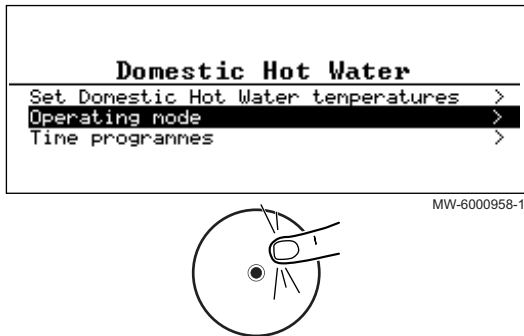 Domestic Hot Water
Set Domestic Hot Water temperatures >
Operating mode >
Time programmes >
MW-6000958-1